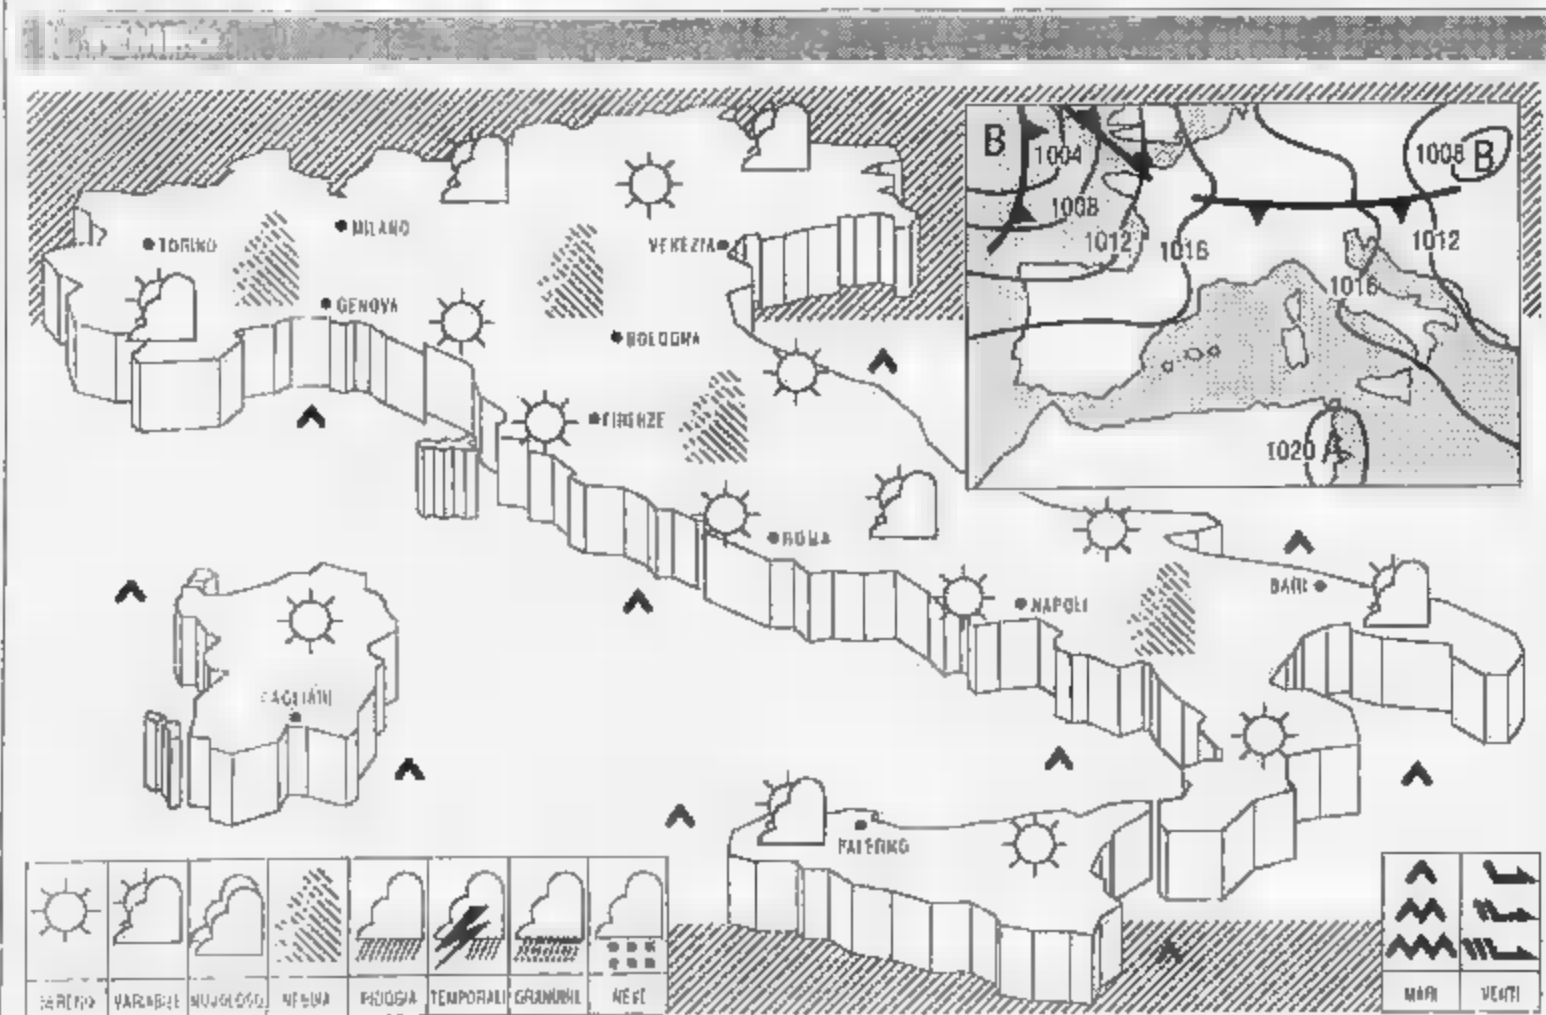 B
1004
1008
1012
1016
1008 B
1012
1016
1020 A
MILANO
TORINO
VENEZIA
GENOVA
BOLOGNA
FIRENZE
ROMA
NAPOLI
BARI
CAGLIARI
PALERMO
SERENO VARIABILE NUVOLOSO NEBBIA PIOGGIA TEMPORALI GRANDINE NEVE
MARI VENTI